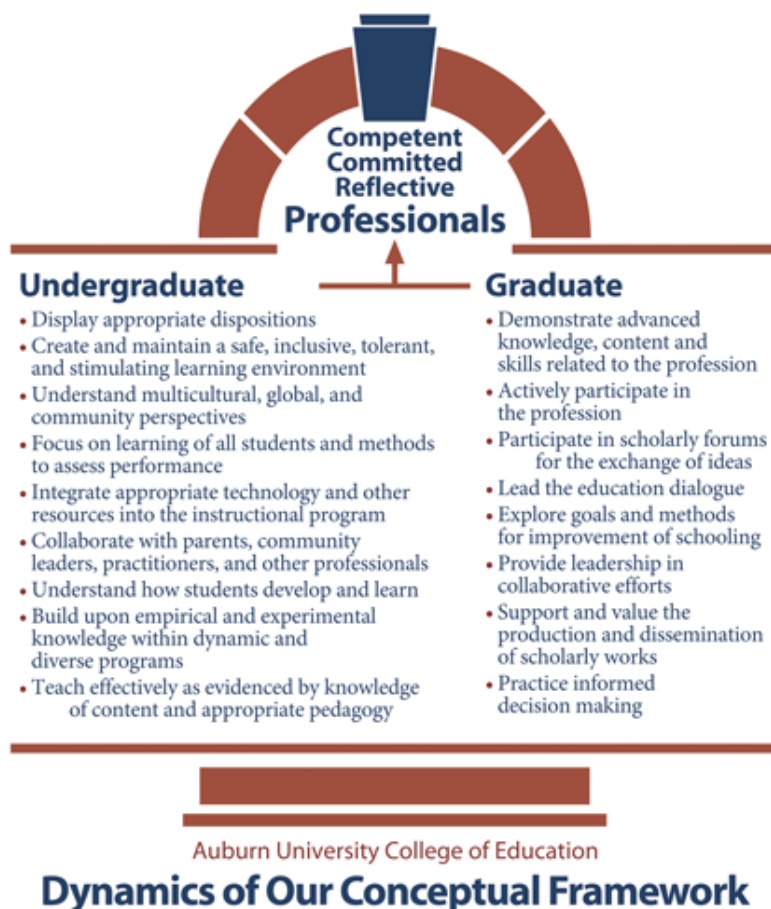 Competent
Committed
Reflective
Professionals
Undergraduate
• Display appropriate dispositions
• Create and maintain a safe, inclusive, tolerant,
and stimulating learning environment
• Understand multicultural, global, and
community perspectives
• Focus on learning of all students and methods
to assess performance
• Integrate appropriate technology and other
resources into the instructional program
• Collaborate with parents, community
leaders, practitioners, and other professionals
• Understand how students develop and learn
• Build upon empirical and experimental
knowledge within dynamic and
diverse programs
• Teach effectively as evidenced by knowledge
of content and appropriate pedagogy
Graduate
• Demonstrate advanced
knowledge, content and
skills related to the profession
• Actively participate in
the profession
• Participate in scholarly forums
for the exchange of ideas
• Lead the education dialogue
• Explore goals and methods
for improvement of schooling
• Provide leadership in
collaborative efforts
• Support and value the
production and dissemination
of scholarly works
• Practice informed
decision making
Auburn University College of Education
Dynamics of Our Conceptual Framework